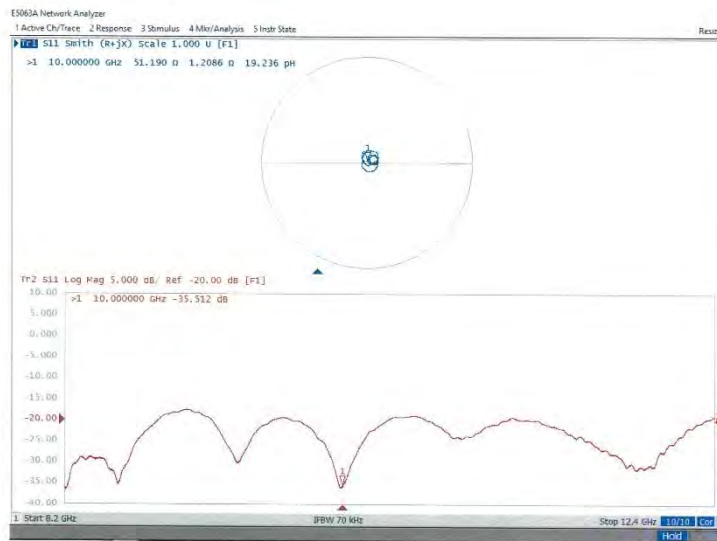 E5063A Network Analyzer
1 Active Ch/Trace 2 Response 3 Stimulus 4 Mkr/Analysis 5 Instr State
Resiz
Tr1 S11 Smith (R+jX) Scale 1.000 U [F1]
>1 10.000000 GHz 51.190 Ω 1.2086 Ω 19.236 pH
1
Tr2 S11 Log Mag 5.000 dB/ Ref -20.00 dB [F1]
10.00
>1 10.000000 GHz -35.512 dB
5.000
0.000
-5.000
-10.00
-15.00
-20.00
-25.00
-30.00
-35.00
1
-40.00
1 Start 8.2 GHz IFBW 70 kHz Stop 12.4 GHz 10/10 Cor
Hold